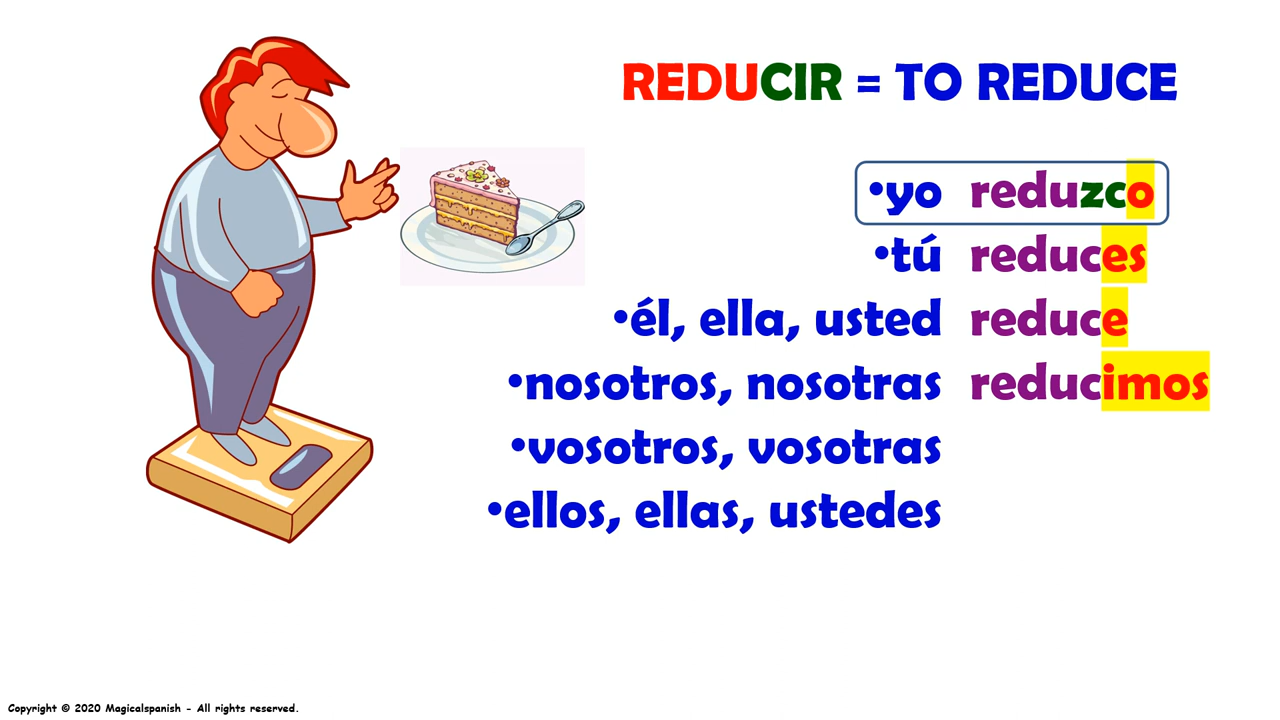 REDUCIR = TO REDUCE
•yo reduzco
•tú reduces
•él, ella, usted reduce
•nosotros, nosotras reducimos
•vosotros, vosotras
•ellos, ellas, ustedes
Copyright © 2020 Magicalspanish - All rights reserved.